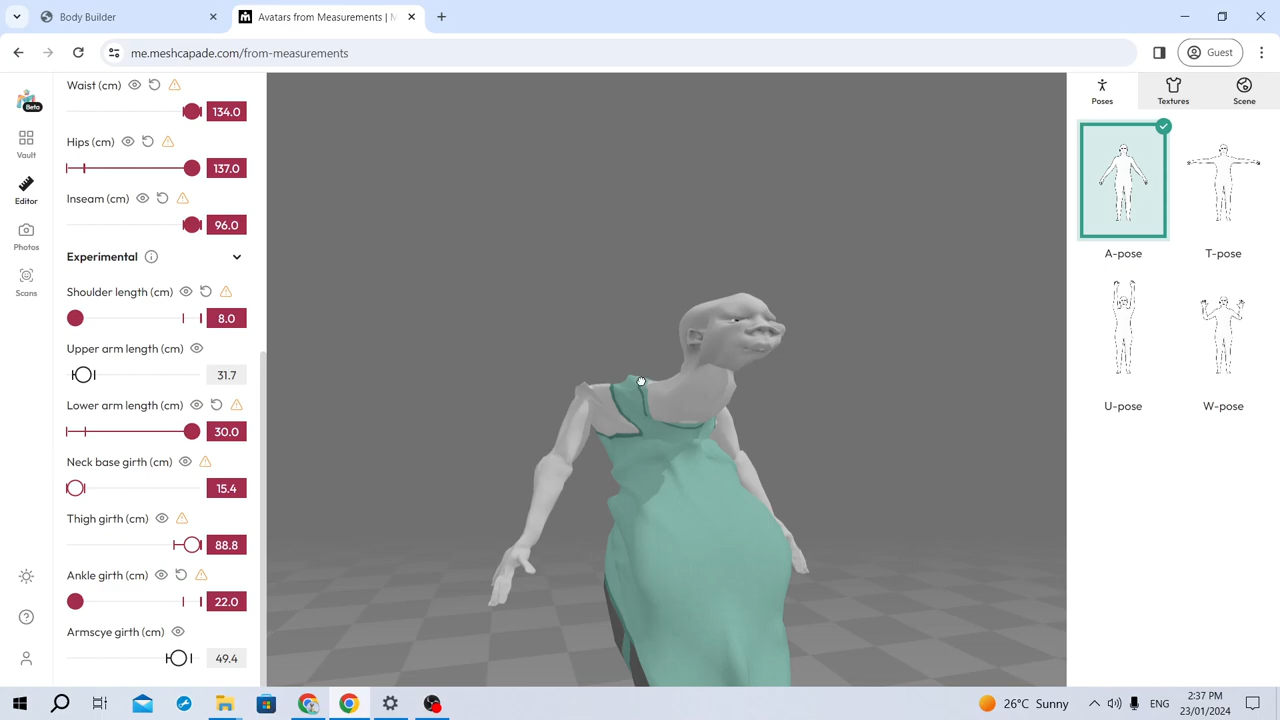 Body Builder
Avatars from Measurements | M
me.meshcapade.com/from-measurements
Guest
Beta
Vault
Editor
Photos
Scans
Waist (cm)
134.0
Hips (cm)
137.0
Inseam (cm)
96.0
Experimental
Shoulder length (cm)
8.0
Upper arm length (cm)
31.7
Lower arm length (cm)
30.0
Neck base girth (cm)
15.4
Thigh girth (cm)
88.8
Ankle girth (cm)
22.0
Armscye girth (cm)
49.4
Poses
Textures
Scene
A-pose
T-pose
U-pose
W-pose
26°C Sunny
ENG
2:37 PM
23/01/2024